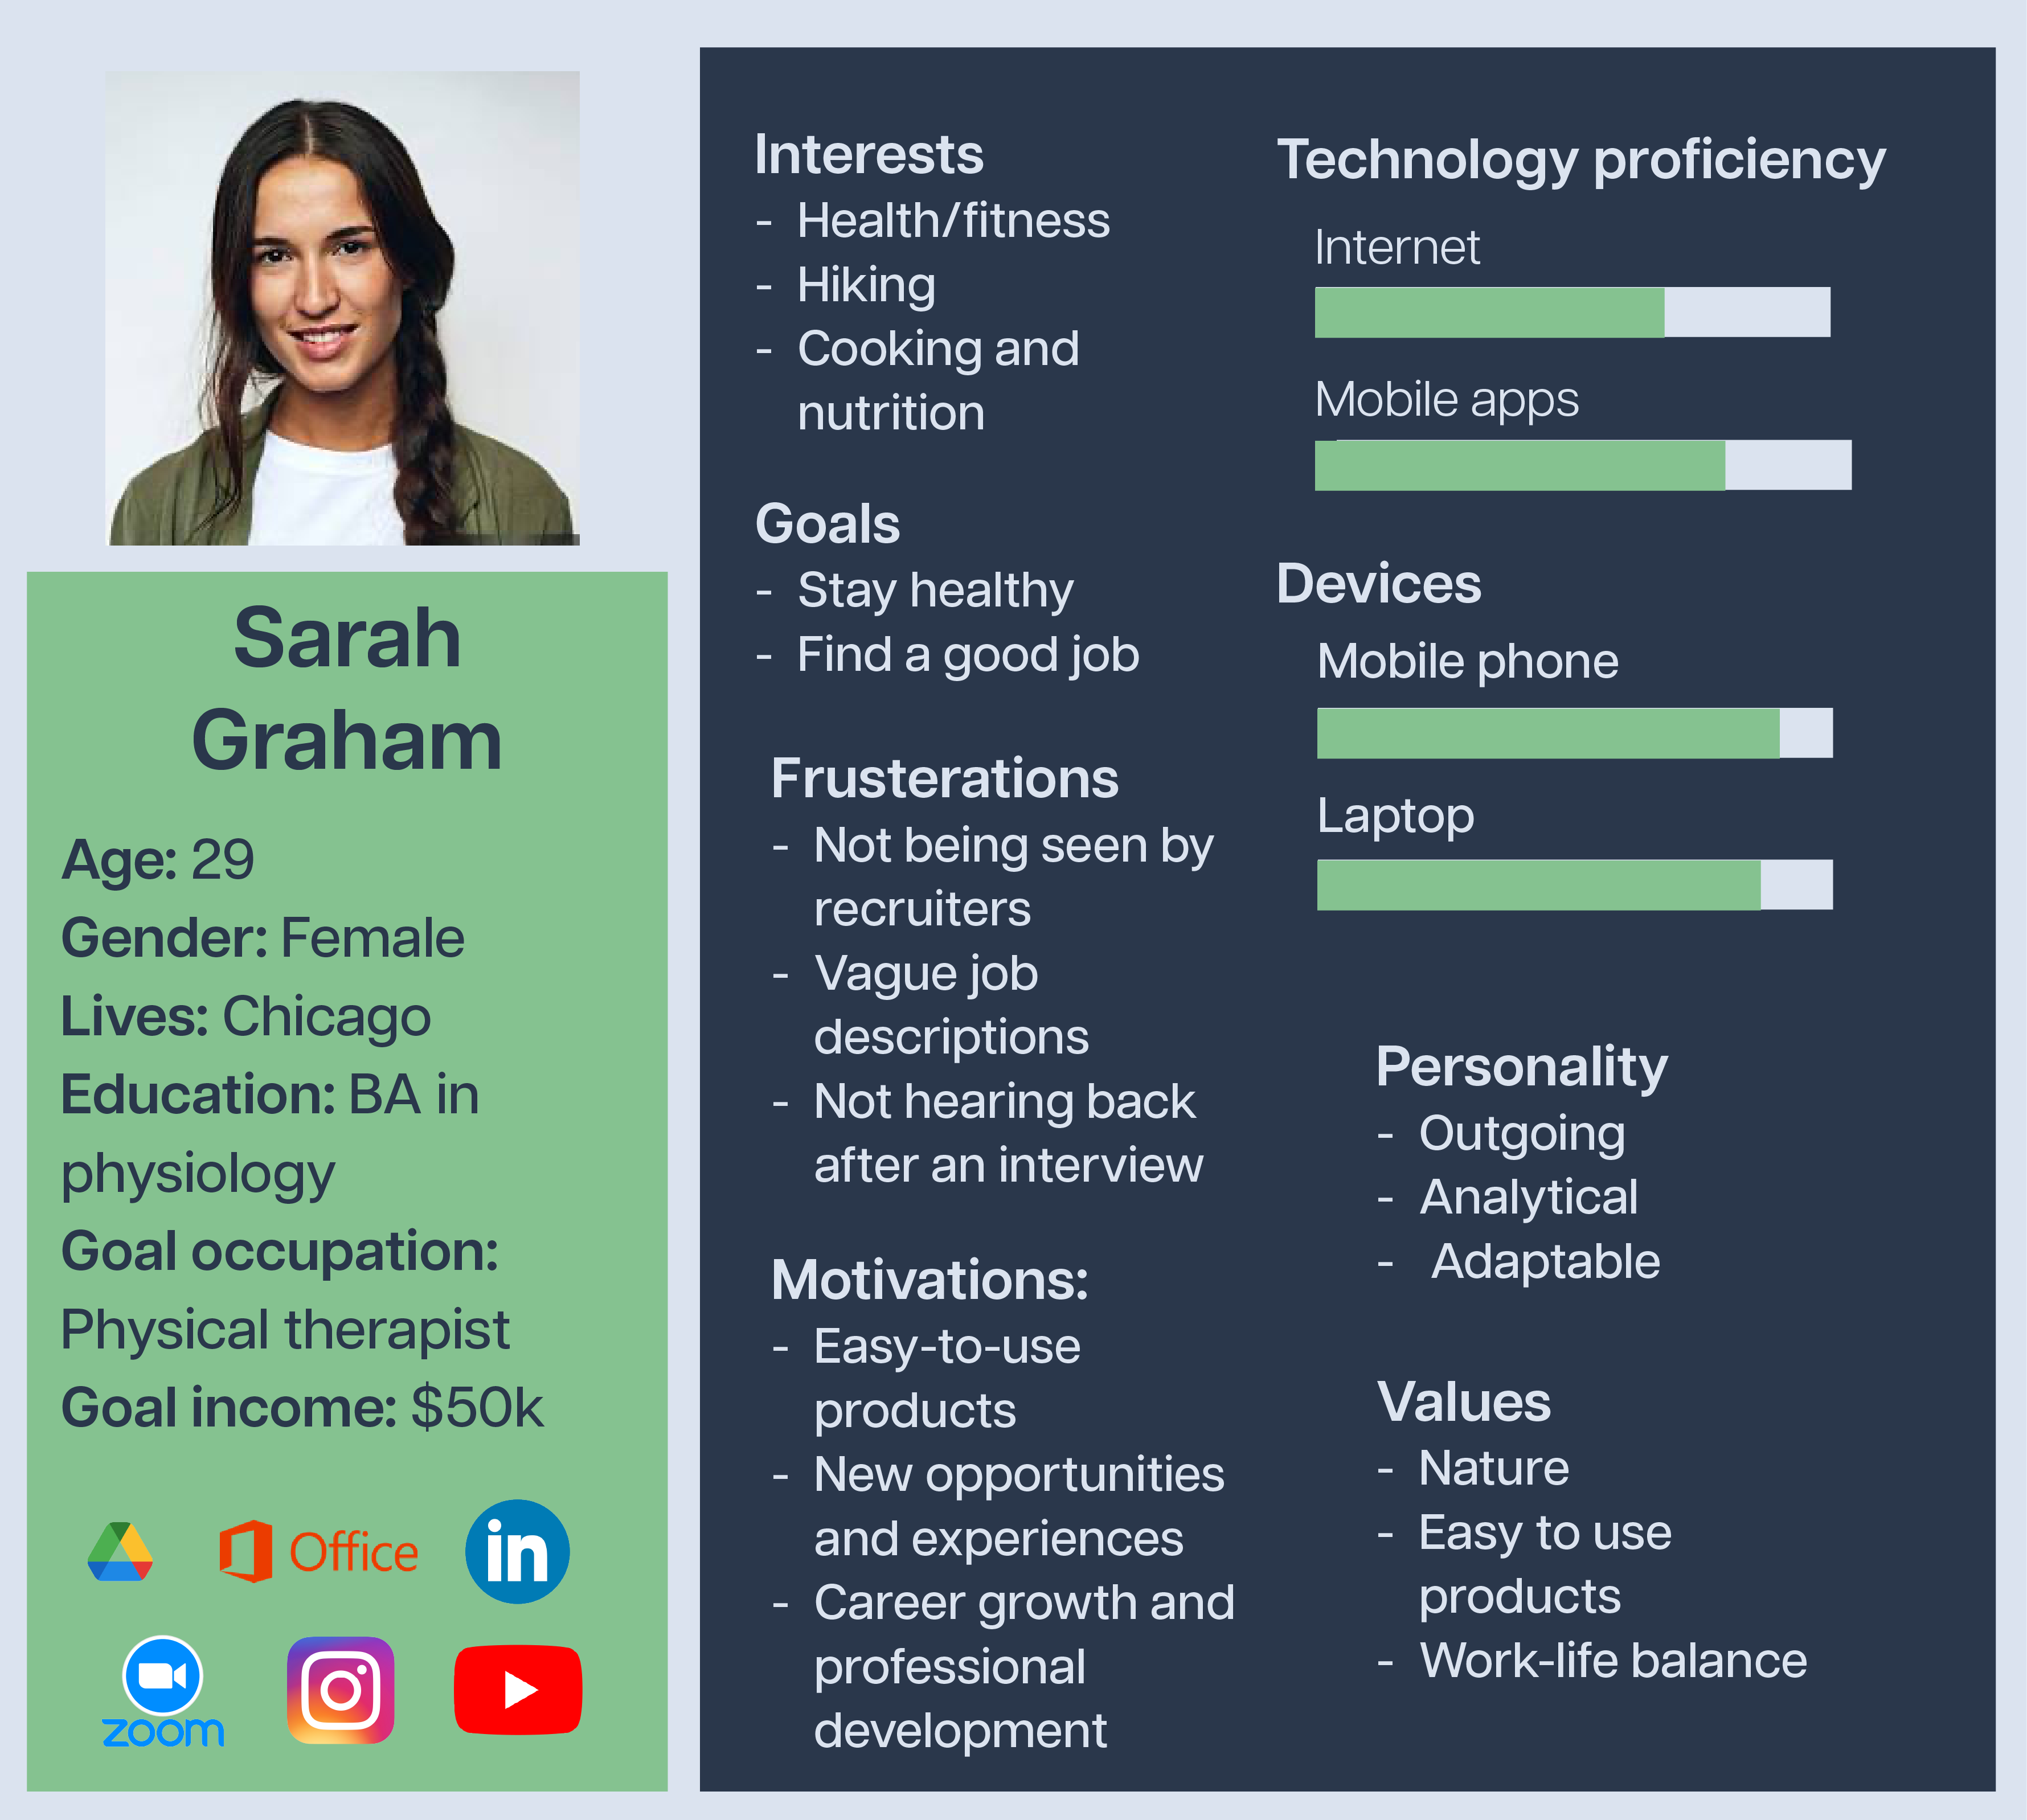 Sarah
Graham
Age: 29
Gender: Female
Lives: Chicago
Education: BA in
physiology
Goal occupation:
Physical therapist
Goal income: $50k
Office
in
zoom
Interests
- Health/fitness
- Hiking
- Cooking and
nutrition
Goals
- Stay healthy
- Find a good job
Frusterations
- Not being seen by
recruiters
- Vague job
descriptions
- Not hearing back
after an interview
Motivations:
- Easy-to-use
products
- New opportunities
and experiences
- Career growth and
professional
development
Technology proficiency
Internet
Mobile apps
Devices
Mobile phone
Laptop
Personality
- Outgoing
- Analytical
- Adaptable
Values
- Nature
- Easy to use
products
- Work-life balance